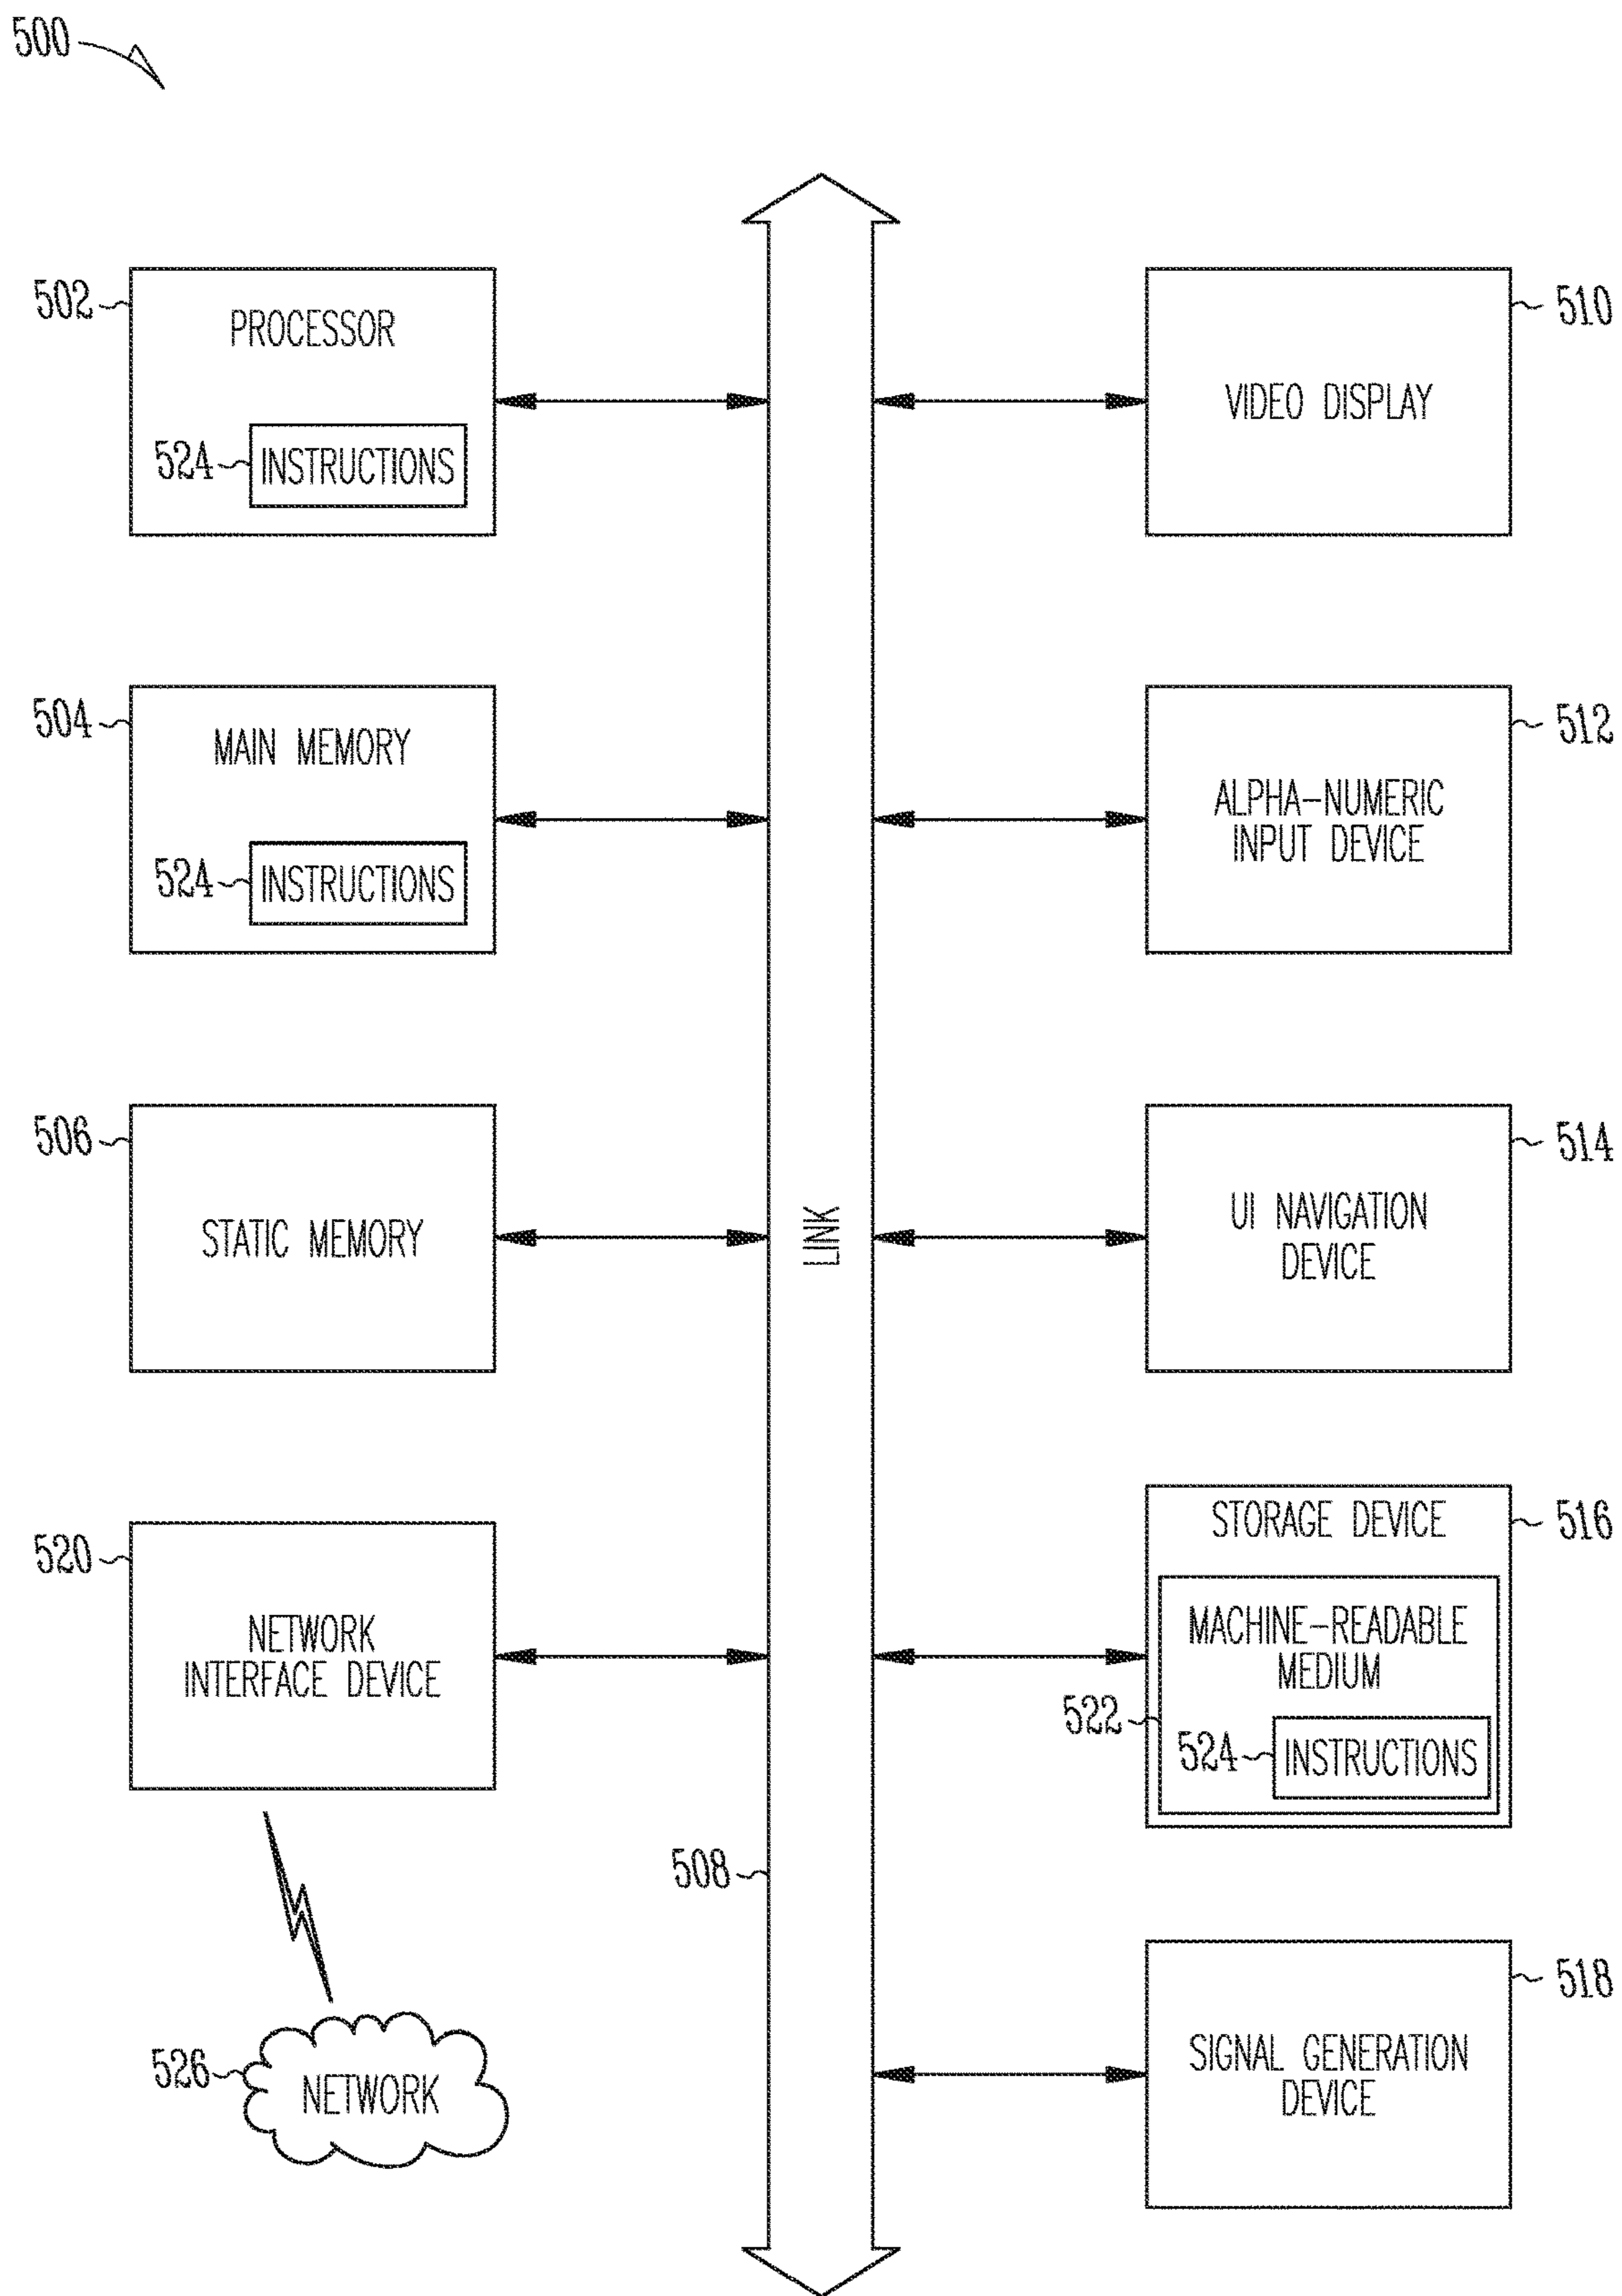 500
502
PROCESSOR
524
INSTRUCTIONS
504
MAIN MEMORY
524
INSTRUCTIONS
506
STATIC MEMORY
520
NETWORK
INTERFACE DEVICE
526
NETWORK
LINK
508
510
VIDEO DISPLAY
512
ALPHA-NUMERIC
INPUT DEVICE
514
UI NAVIGATION
DEVICE
516
STORAGE DEVICE
MACHINE-READABLE
MEDIUM
522
524
INSTRUCTIONS
518
SIGNAL GENERATION
DEVICE